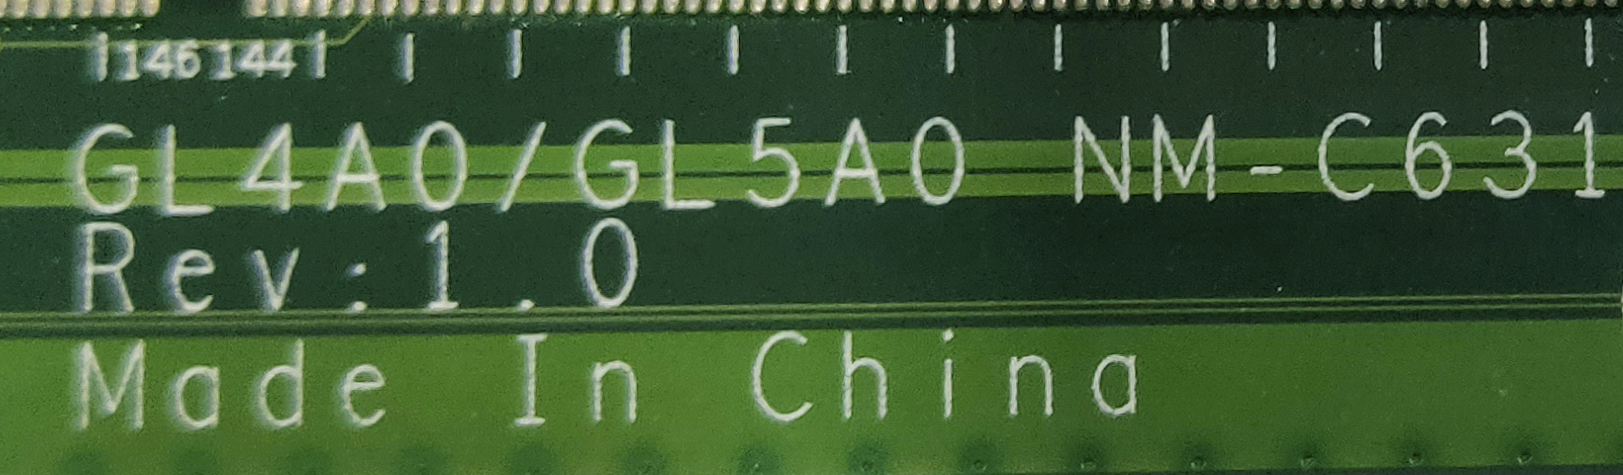 146 144
GL4A0/GL5A0 NM-C631
Rev:1.0
Made In China